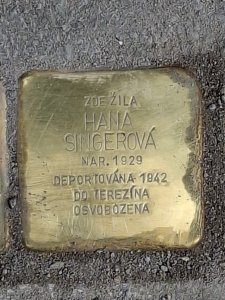 ZDE ŽILA
HANA
SINGEROVÁ
NAR. 1929
DEPORTOVÁNA 1942
DO TEREZÍNA
OSVOBOZENA